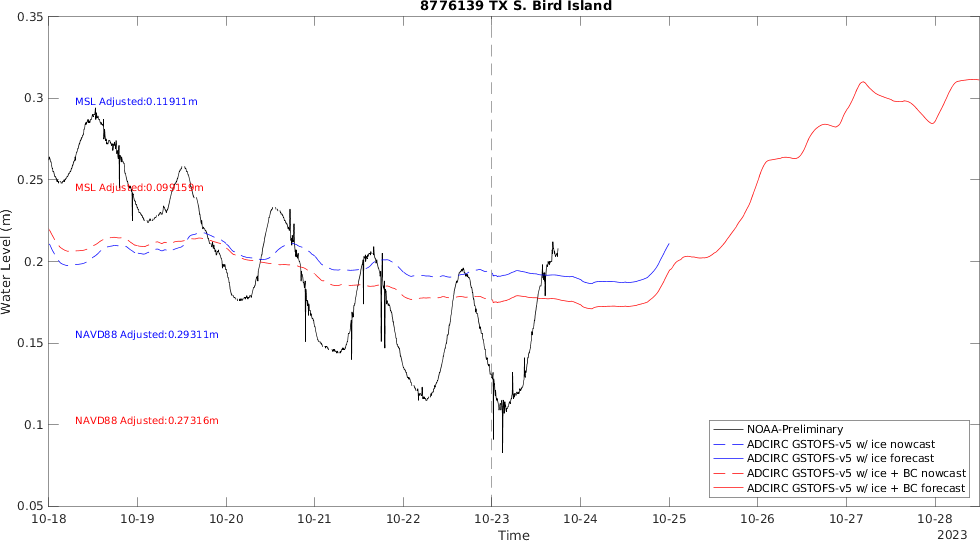 8776139 TX S. Bird Island
0.35
0.3
0.25
0.2
0.15
0.1
0.05
Water Level (m)
MSL Adjusted:0.11911m
MSL Adjusted:0.099159m
NAVD88 Adjusted:0.29311m
NAVD88 Adjusted:0.27316m
NOAA-Preliminary
ADCIRC GSTOFS-v5 w/ ice nowcast
ADCIRC GSTOFS-v5 w/ ice forecast
ADCIRC GSTOFS-v5 w/ ice + BC nowcast
ADCIRC GSTOFS-v5 w/ ice + BC forecast
10-18 10-19 10-20 10-21 10-22 10-23 10-24 10-25 10-26 10-27 10-28
2023
Time